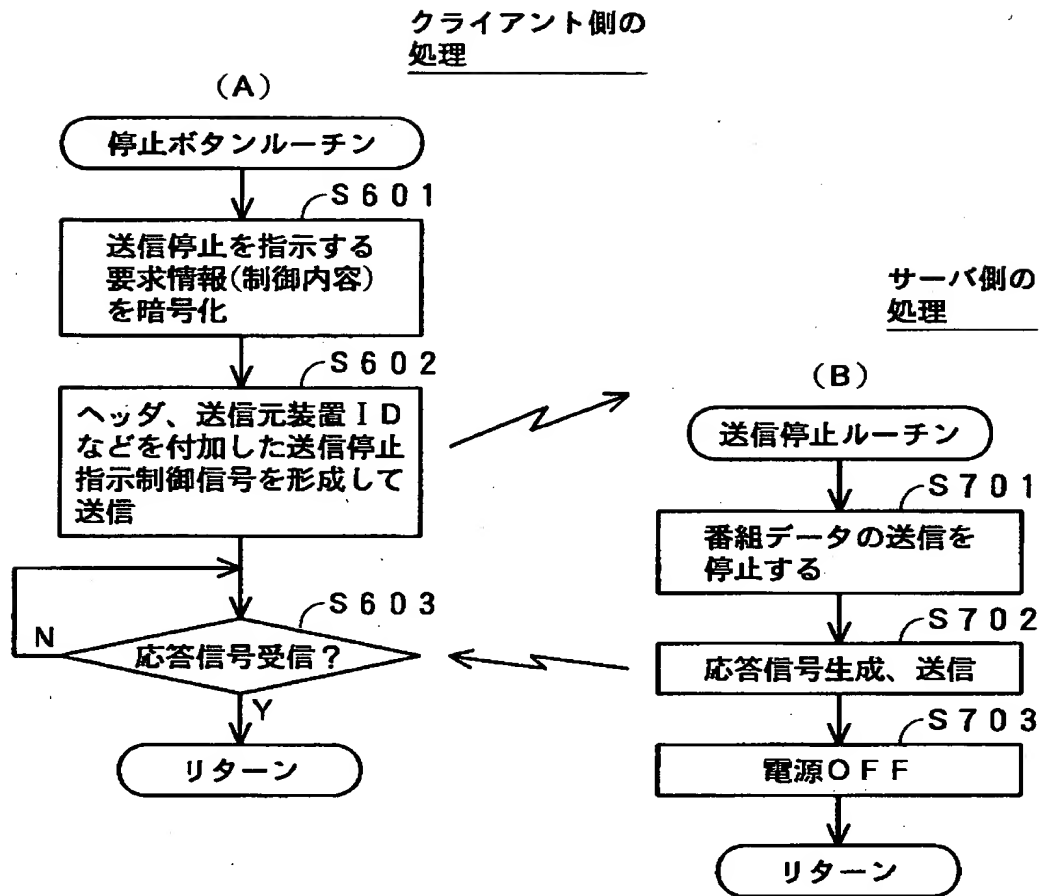 クライアント側の
処理
(A)
停止ボタンルーチン
S601
送信停止を指示する
要求情報(制御内容)
を暗号化
S602
ヘッダ、送信元装置ID
などを付加した送信停止
指示制御信号を形成して
送信
S603
N
応答信号受信?
Y
リターン
サーバ側の
処理
(B)
送信停止ルーチン
S701
番組データの送信を
停止する
S702
応答信号生成、送信
S703
電源OFF
リターン